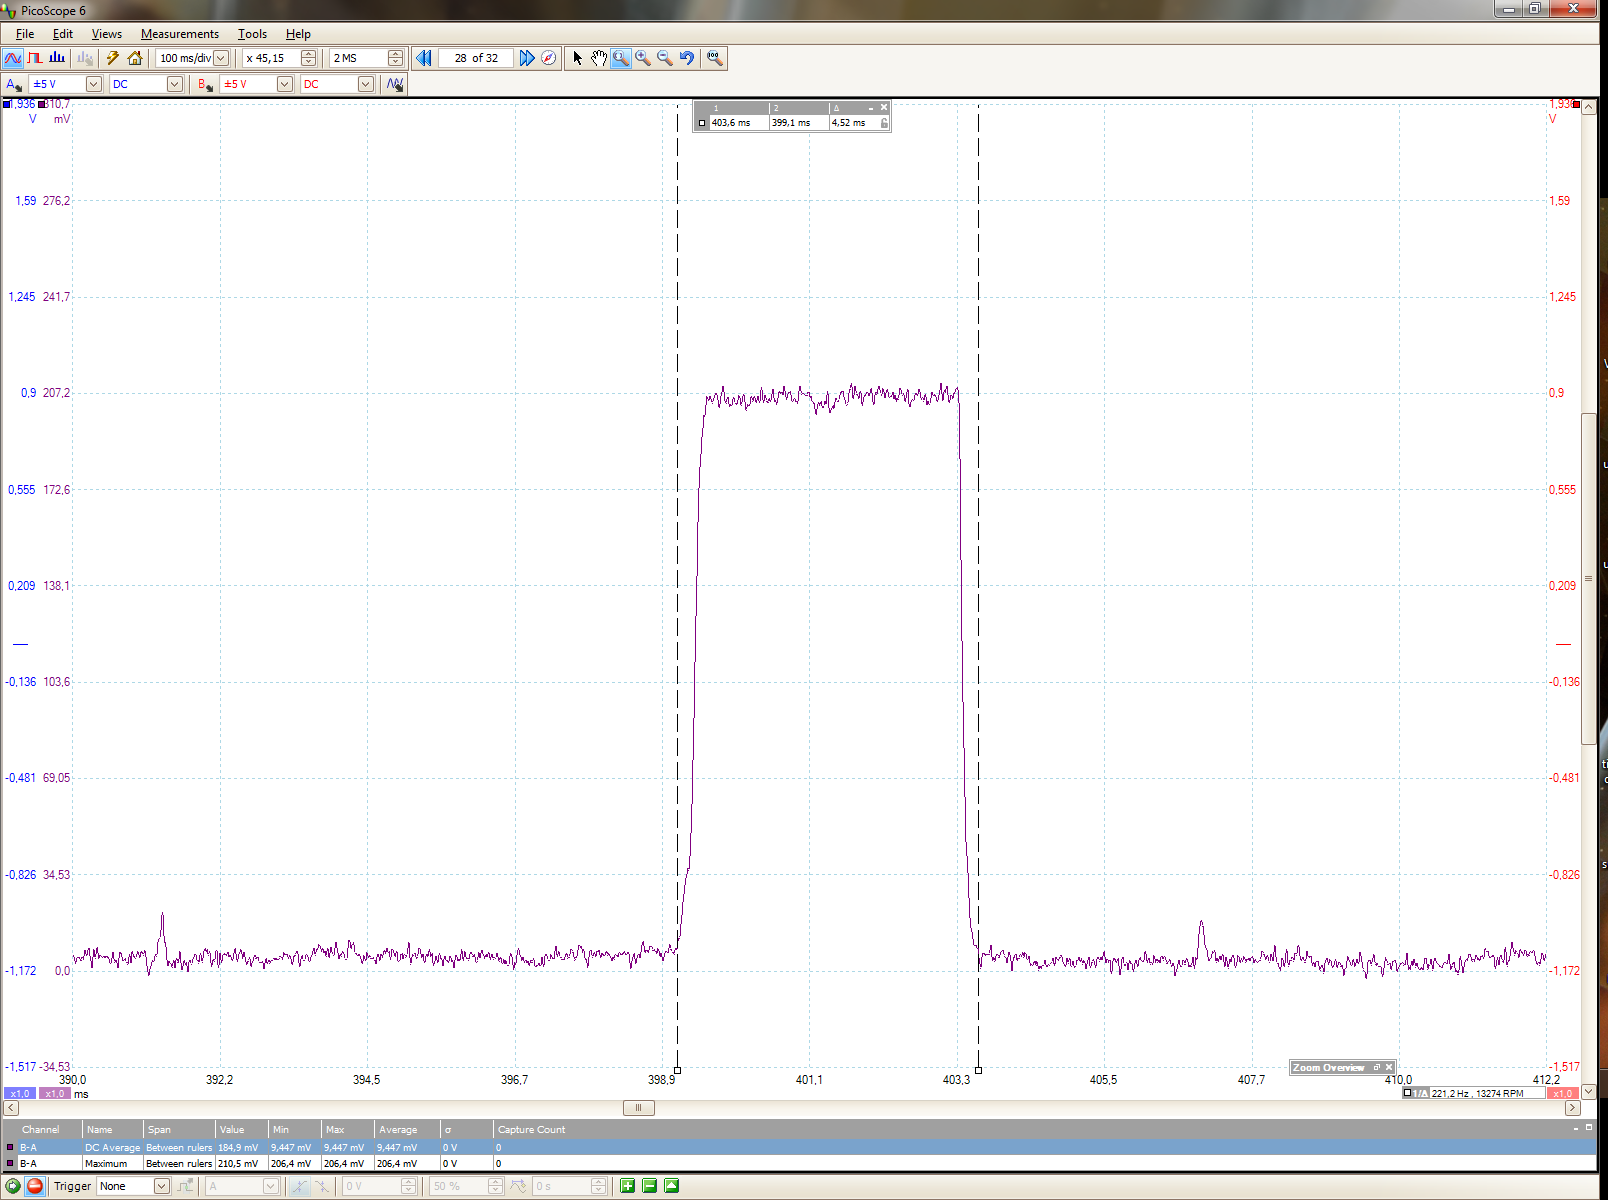 PicoScope 6
File Edit Views Measurements Tools Help
100 ms/div x 45,15 2 MS 28 of 32
A ±5 V DC B ±5 V DC
1 2 Δ
403,6 ms 399,1 ms 4,52 ms
1,936 310,7 1,936
V mV V
1,59 276,2 1,59
1,245 241,7 1,245
0,9 207,2 0,9
0,555 172,6 0,555
0,209 138,1 0,209
-0,136 103,6 -0,136
-0,481 69,05 -0,481
-0,826 34,53 -0,826
-1,172 0,0 -1,172
-1,517 -34,53 -1,517
Zoom Overview
390,0 392,2 394,5 396,7 398,9 401,1 403,3 405,5 407,7 410,0 412,2
x1,0 x1,0 ms 1/Δ 221,2 Hz , 13274 RPM x1,0
Channel Name Span Value Min Max Average σ Capture Count
B-A DC Average Between rulers 184,9 mV 9,447 mV 9,447 mV 9,447 mV 0 V 0
B-A Maximum Between rulers 210,5 mV 206,4 mV 206,4 mV 206,4 mV 0 V 0
Trigger None A 0 V 50 % 0 s